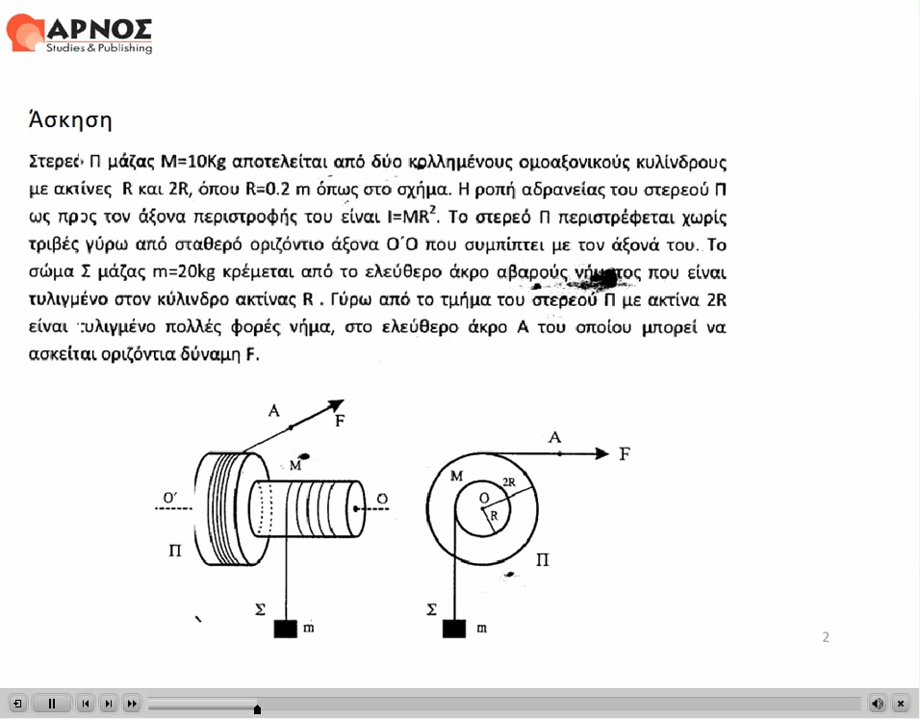 ΑΡΝΟΣ
Studies & Publishing
Άσκηση
Στερεό Π μάζας M=10Kg αποτελείται από δύο κολλημένους ομοαξονικούς κυλίνδρους
με ακτίνες R και 2R, όπου R=0.2 m όπως στο σχήμα. Η ροπή αδρανείας του στερεού Π
ως προς τον άξονα περιστροφής του είναι I=MR². Το στερεό Π περιστρέφεται χωρίς
τριβές γύρω από σταθερό οριζόντιο άξονα Ο΄Ο που συμπίπτει με τον άξονά του. Το
σώμα Σ μάζας m=20kg κρέμεται από το ελεύθερο άκρο αβαρούς νήματος που είναι
τυλιγμένο στον κύλινδρο ακτίνας R . Γύρω από το τμήμα του στερεού Π με ακτίνα 2R
είναι τυλιγμένο πολλές φορές νήμα, στο ελεύθερο άκρο Α του οποίου μπορεί να
ασκείται οριζόντια δύναμη F.
A F
M
O' O
Π
Σ m
A F
M 2R
O
R
Π
Σ m
2